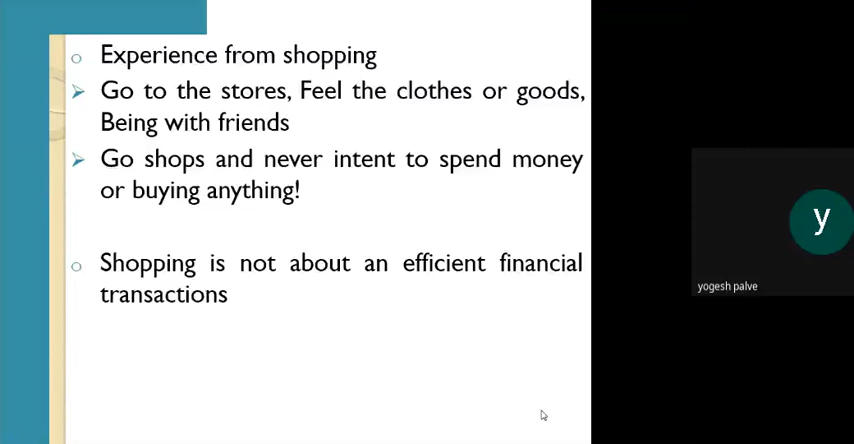 Experience from shopping
Go to the stores, Feel the clothes or goods,
Being with friends
Go shops and never intent to spend money
or buying anything!
Shopping is not about an efficient financial
transactions
y
yogesh palve